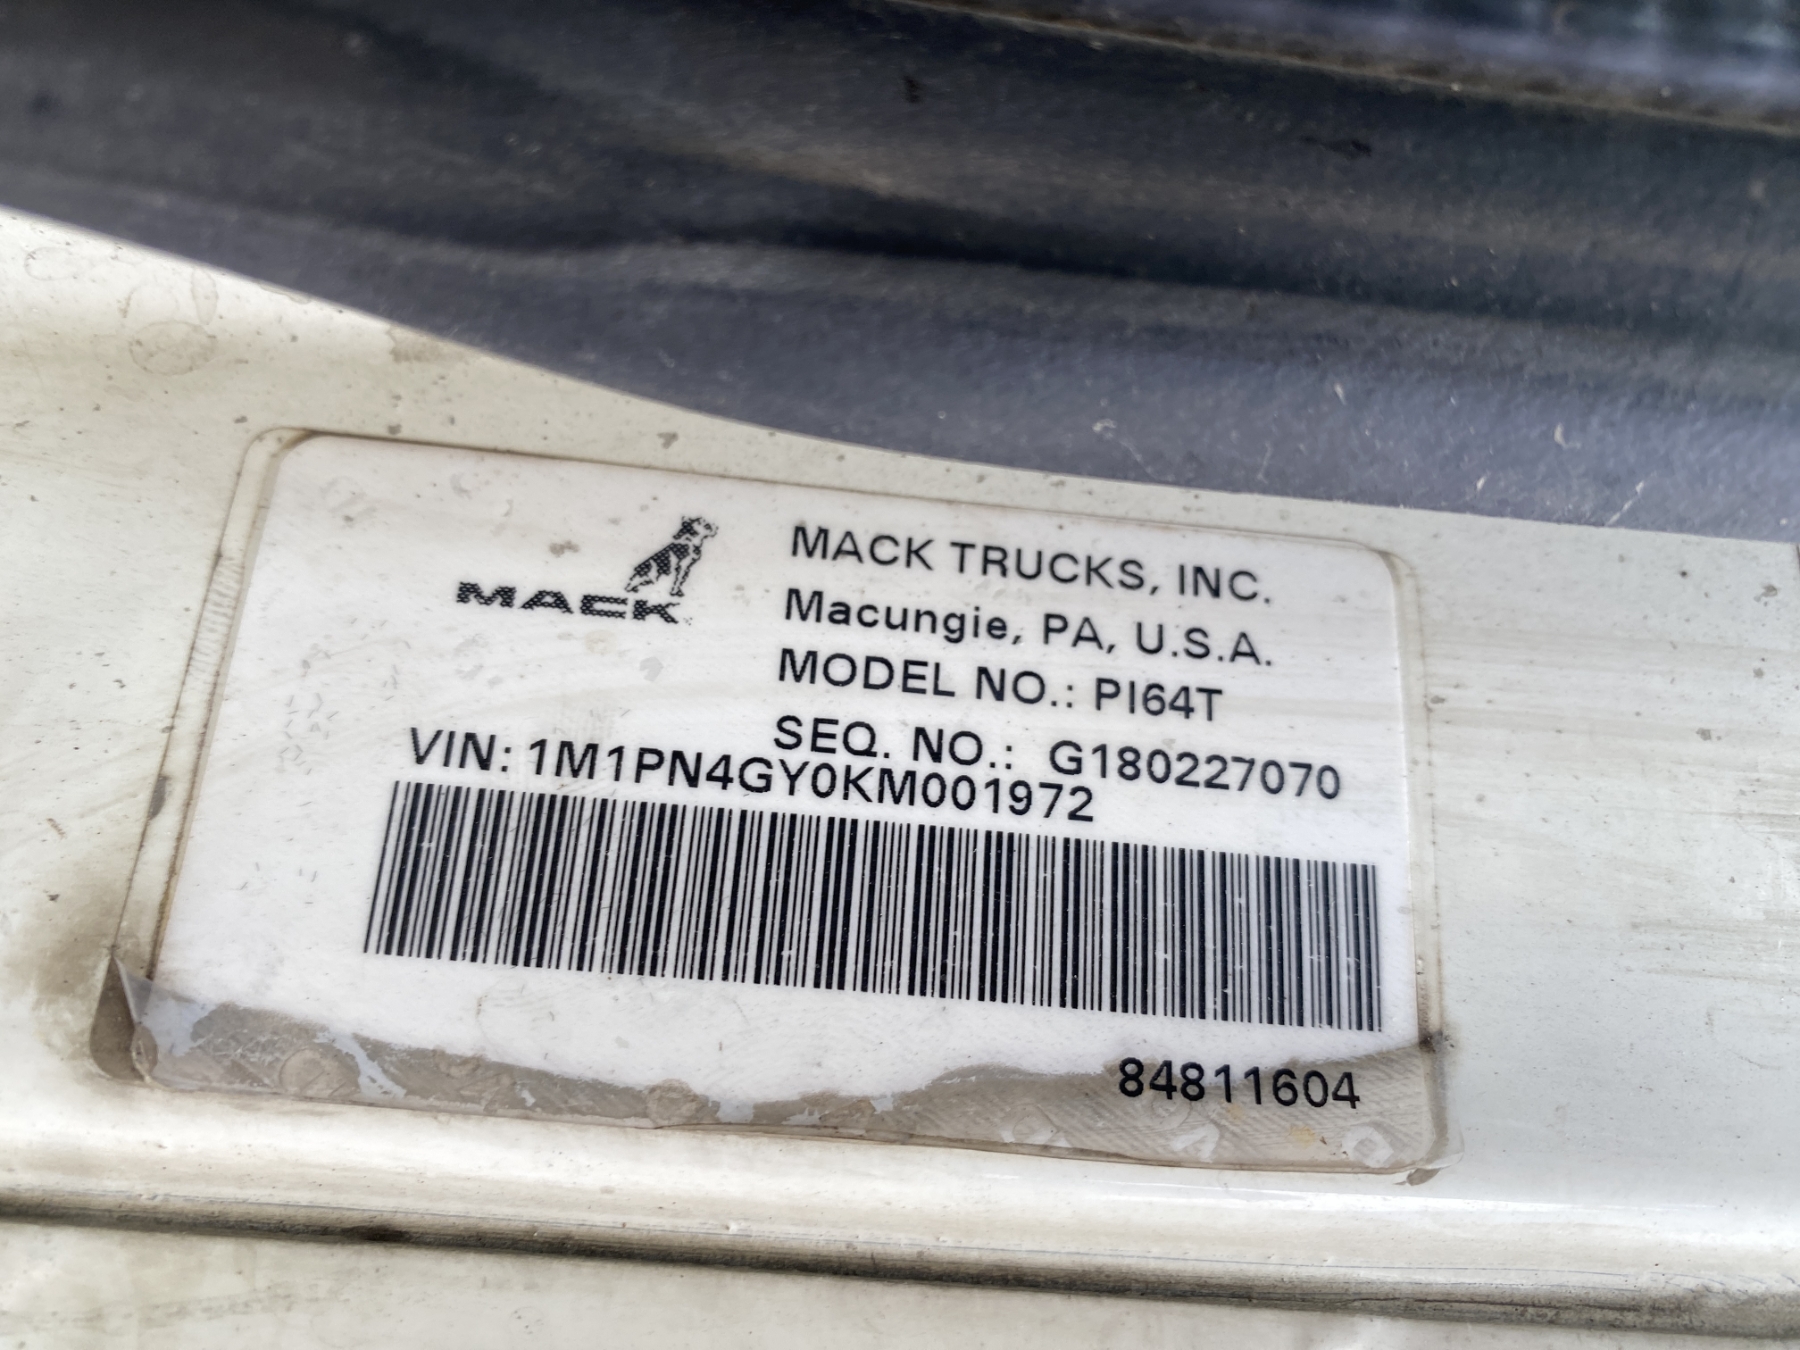 MACK
MACK TRUCKS, INC.
Macungie, PA, U.S.A.
MODEL NO.: PI64T
SEQ. NO.: G180227070
VIN: 1M1PN4GY0KM001972
84811604